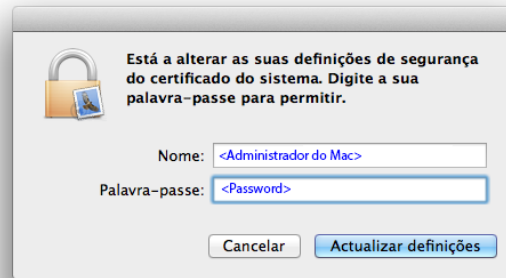 Está a alterar as suas definições de segurança
do certificado do sistema. Digite a sua
palavra-passe para permitir.
Nome: <Administrador do Mac>
Palavra-passe: <Password>
Cancelar Actualizar definições